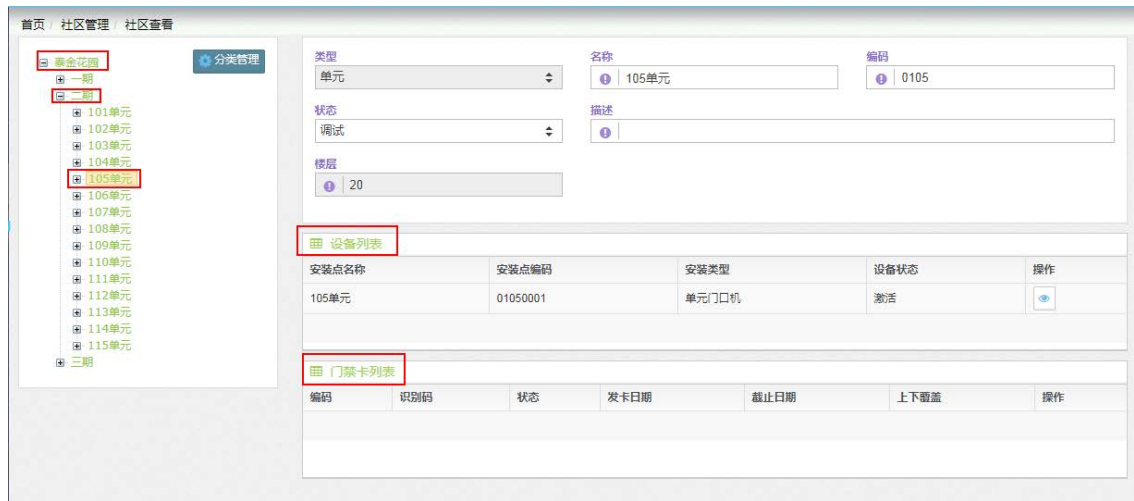 首页 / 社区管理 / 社区查看
泰金花园
分类管理
一期
二期
101单元
102单元
103单元
104单元
105单元
106单元
107单元
108单元
109单元
110单元
111单元
112单元
113单元
114单元
115单元
三期
类型 名称 编码
单元 105单元 0105
状态 描述
调试
楼层
20
设备列表
安装点名称 安装点编码 安装类型 设备状态 操作
105单元 01050001 单元门口机 激活
门禁卡列表
编码 识别码 状态 发卡日期 截止日期 上下覆盖 操作